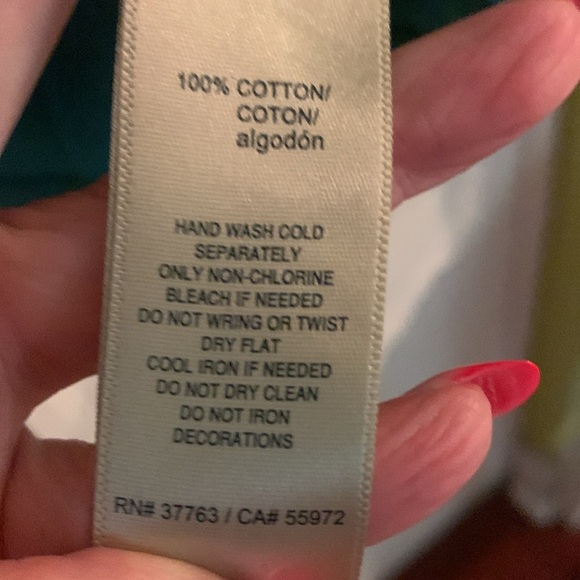 100% COTTON/
COTON/
algodón
HAND WASH COLD
SEPARATELY
ONLY NON-CHLORINE
BLEACH IF NEEDED
DO NOT WRING OR TWIST
DRY FLAT
COOL IRON IF NEEDED
DO NOT DRY CLEAN
DO NOT IRON
DECORATIONS
RN# 37763 / CA# 55972